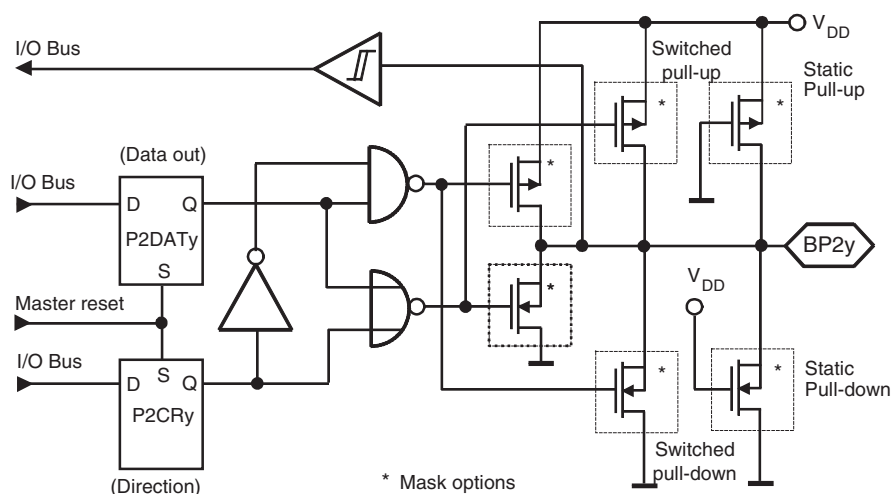 I/O Bus
V DD
Switched
pull-up
*
*
Static
Pull-up
(Data out)
I/O Bus
D Q
P2DATy
S
*
BP2y
Master reset
*
V DD
I/O Bus
S
D Q
P2CRy
*
*
Static
Pull-down
Switched
pull-down
(Direction)
* Mask options